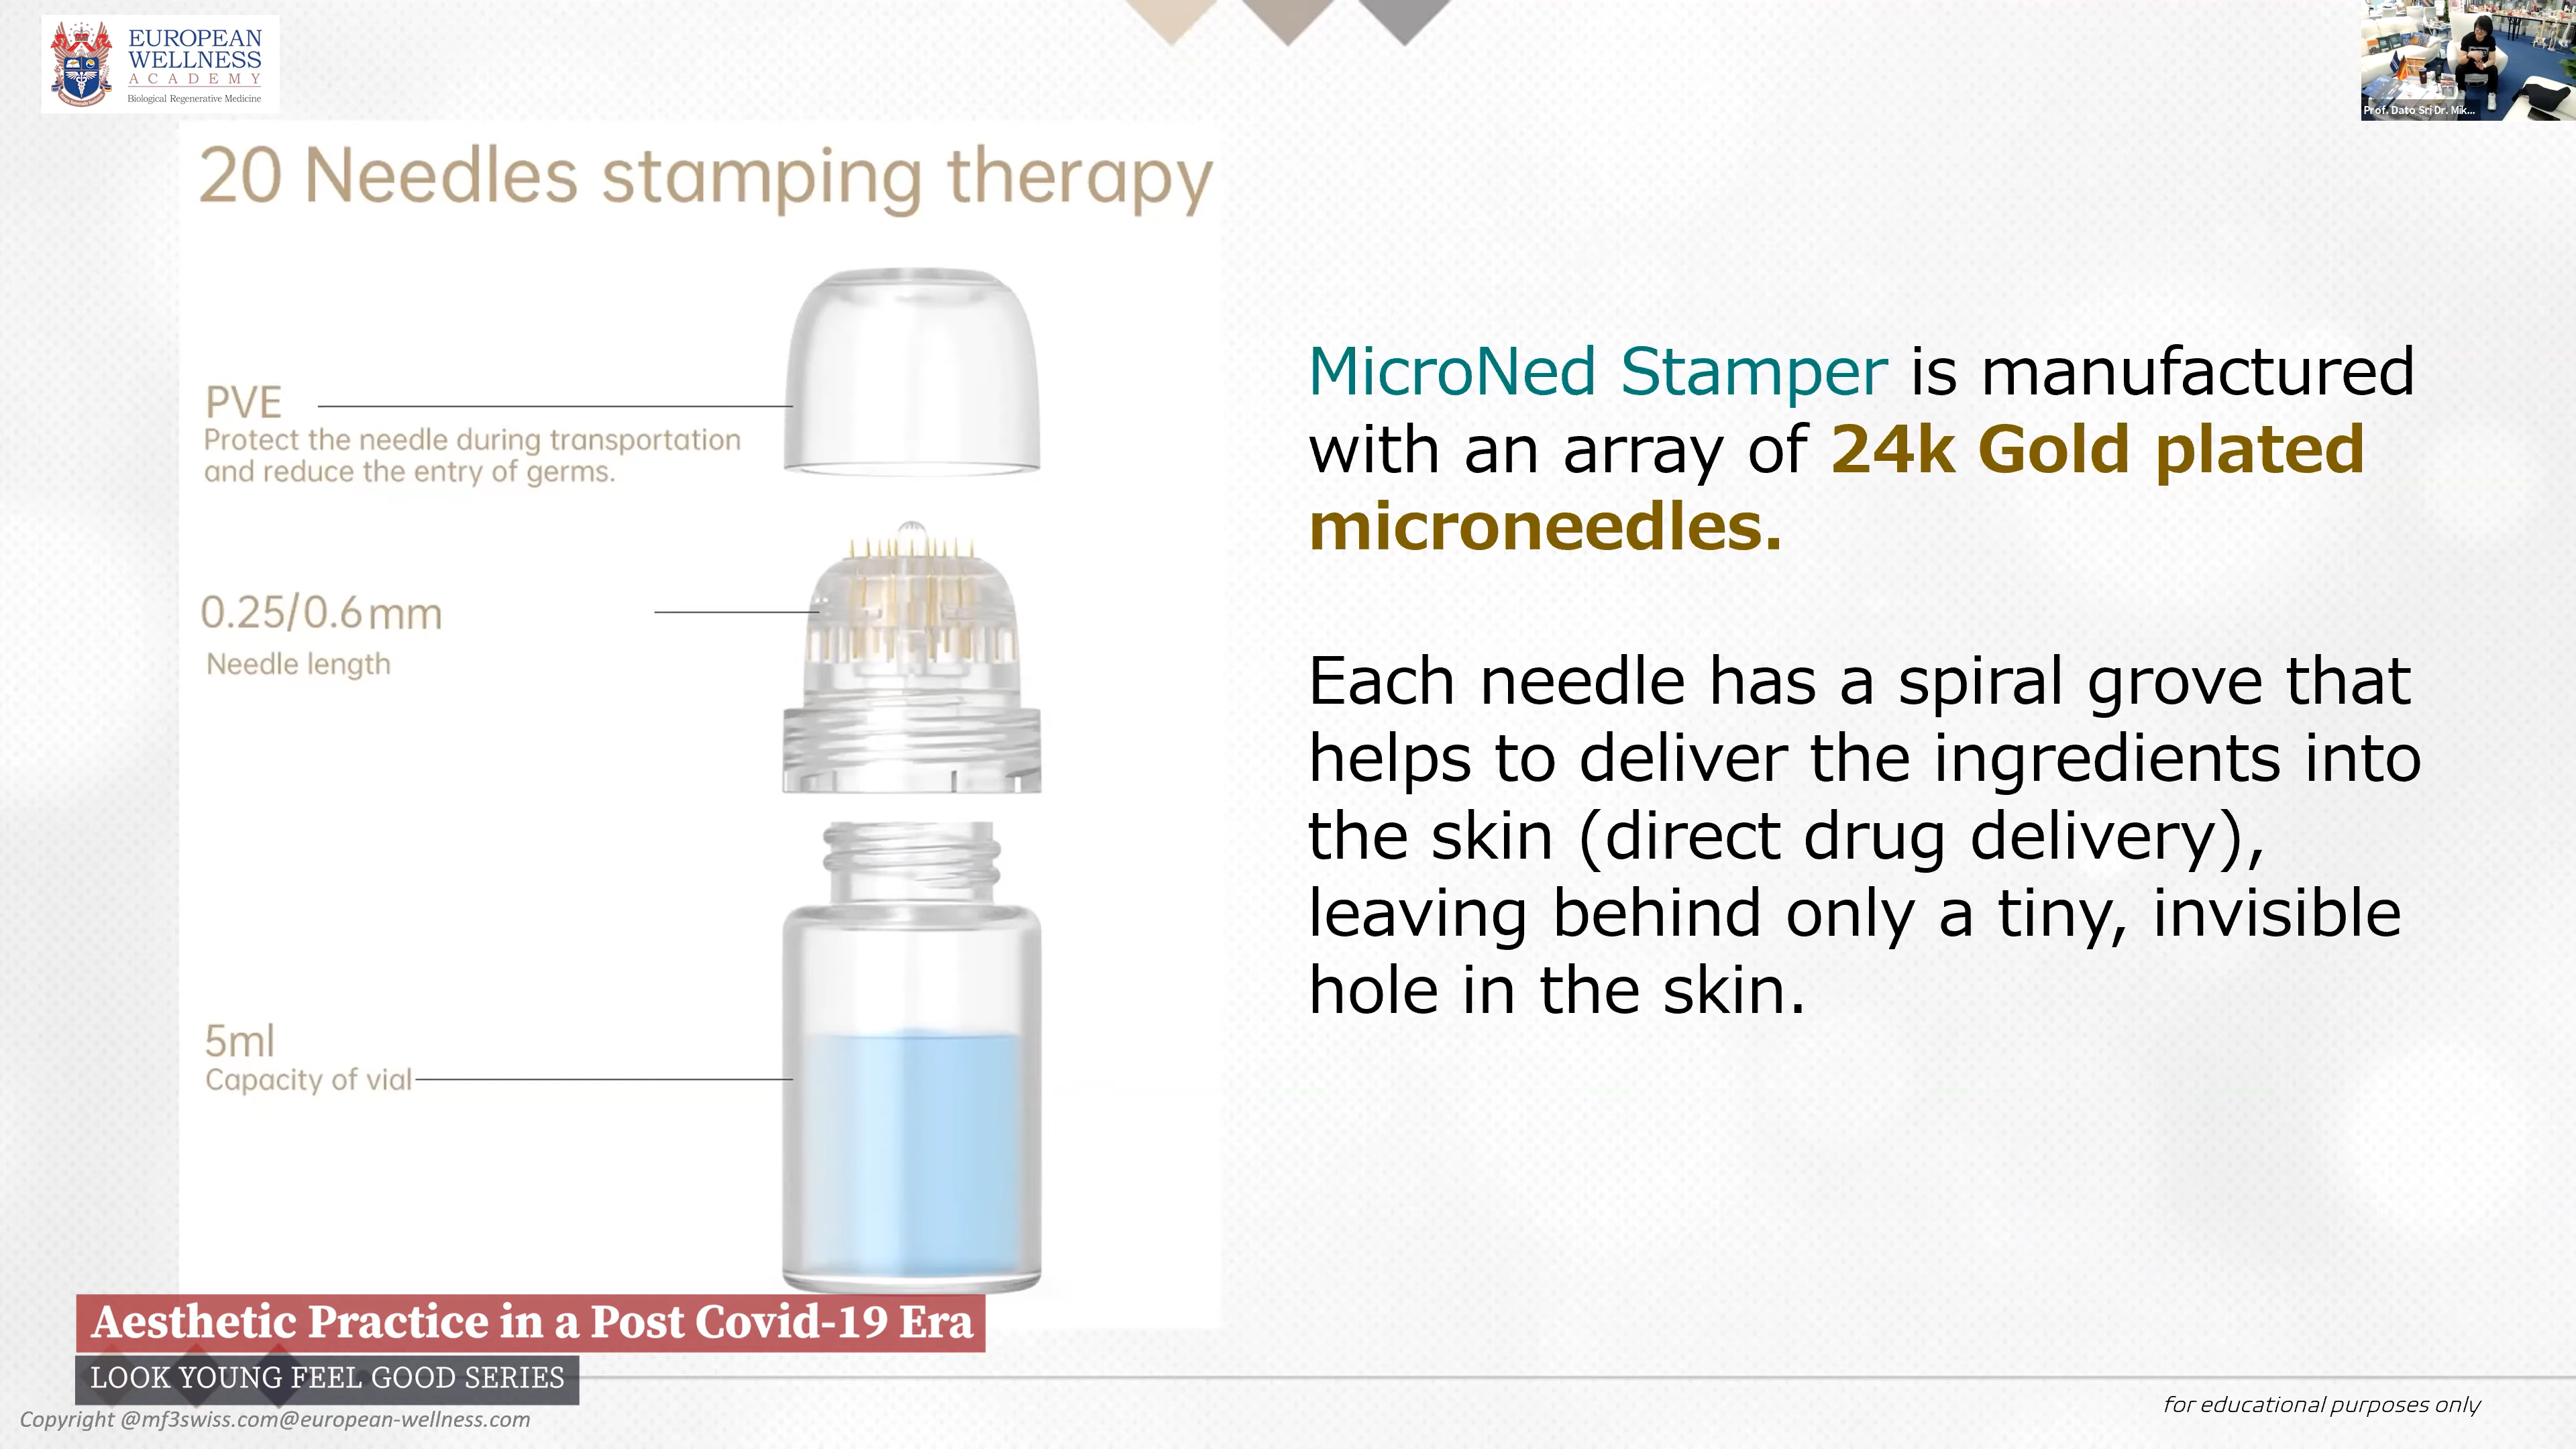 EUROPEAN
WELLNESS
ACADEMY
Biological Regenerative Medicine
Prof. Dato Sri Dr. Mik...
20 Needles stamping therapy
PVE
Protect the needle during transportation
and reduce the entry of germs.
0.25/0.6mm
Needle length
5ml
Capacity of vial
MicroNed Stamper is manufactured
with an array of 24k Gold plated
microneedles.
Each needle has a spiral grove that
helps to deliver the ingredients into
the skin (direct drug delivery),
leaving behind only a tiny, invisible
hole in the skin.
Aesthetic Practice in a Post Covid-19 Era
LOOK YOUNG FEEL GOOD SERIES
Copyright @mf3swiss.com@european-wellness.com
for educational purposes only